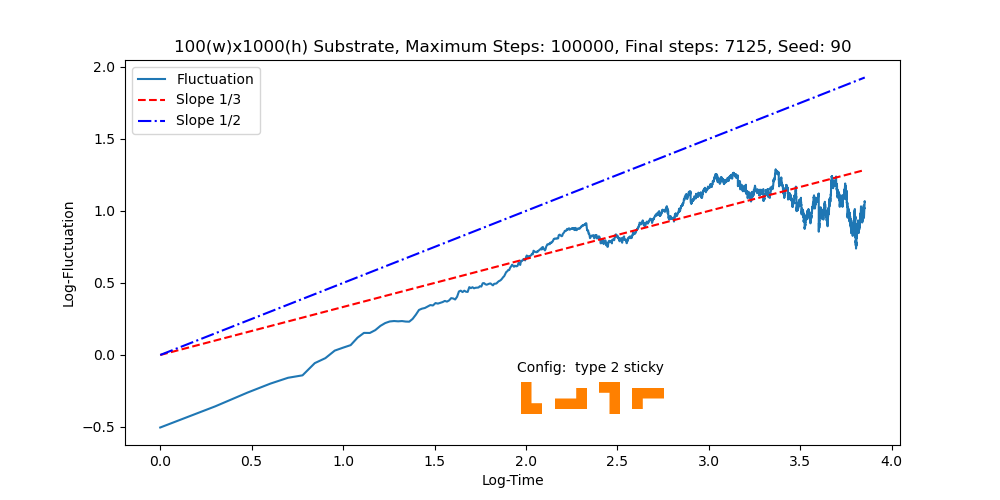 100(w)x1000(h) Substrate, Maximum Steps: 100000, Final steps: 7125, Seed: 90
Fluctuation
Slope 1/3
Slope 1/2
Log-Fluctuation
2.0
1.5
1.0
0.5
0.0
−0.5
Config:  type 2 sticky
0.0 0.5 1.0 1.5 2.0 2.5 3.0 3.5 4.0
Log-Time